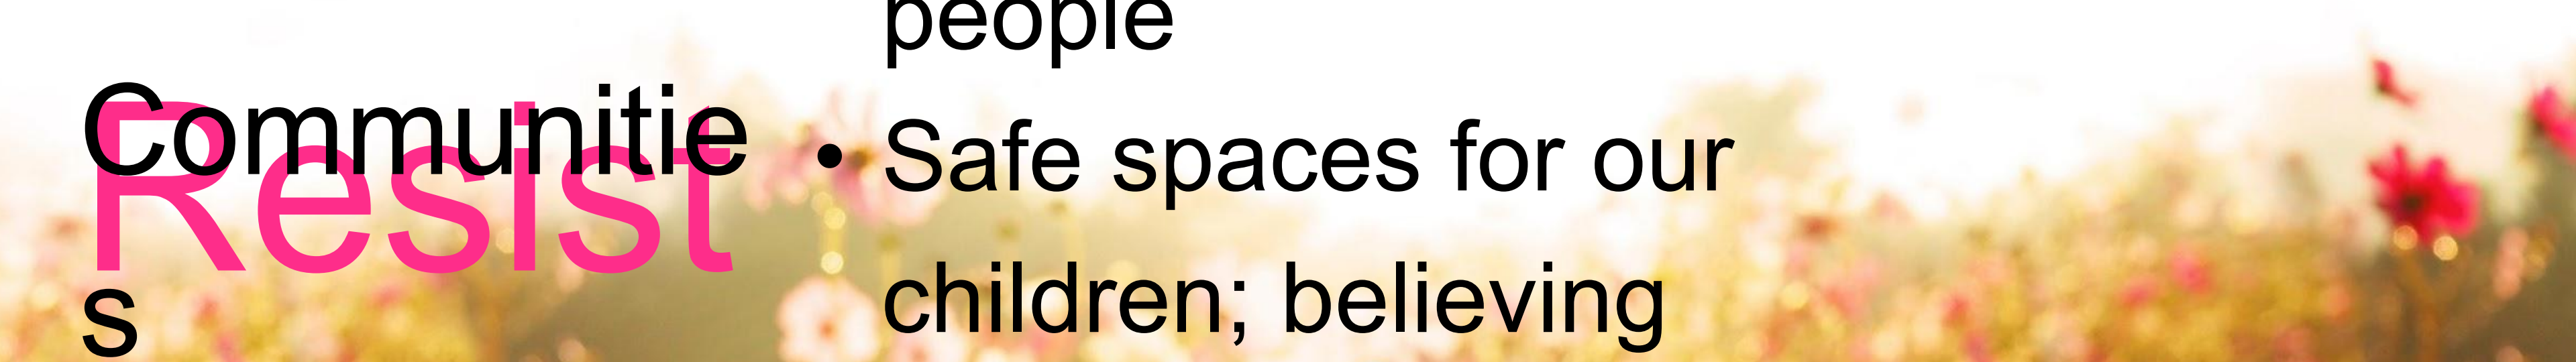 Communitie
s
Resist
people
• Safe spaces for our
children; believing